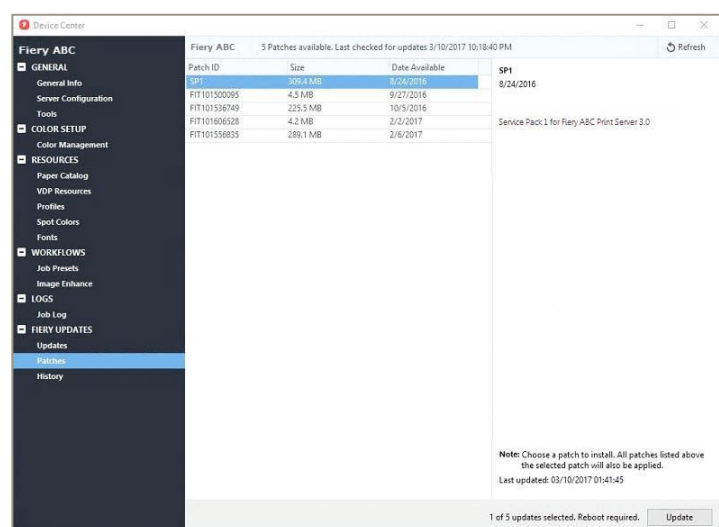 Device Center
Fiery ABC
GENERAL
General Info
Server Configuration
Tools
COLOR SETUP
Color Management
RESOURCES
Paper Catalog
VDP Resources
Profiles
Spot Colors
Fonts
WORKFLOWS
Job Presets
Image Enhance
LOGS
Job Log
FIERY UPDATES
Updates
Patches
History
Fiery ABC 5 Patches available. Last checked for updates 3/10/2017 10:18:40 PM Refresh
Patch ID Size Date Available
SP1 309.4 MB 8/24/2016
FIT101500095 4.5 MB 9/27/2016
FIT101536749 225.5 MB 10/5/2016
FIT101606528 4.2 MB 2/2/2017
FIT101556835 289.1 MB 2/6/2017
SP1
8/24/2016
Service Pack 1 for Fiery ABC Print Server 3.0
Note: Choose a patch to install. All patches listed above
the selected patch will also be applied.
Last updated: 03/10/2017 01:41:45
1 of 5 updates selected. Reboot required. Update